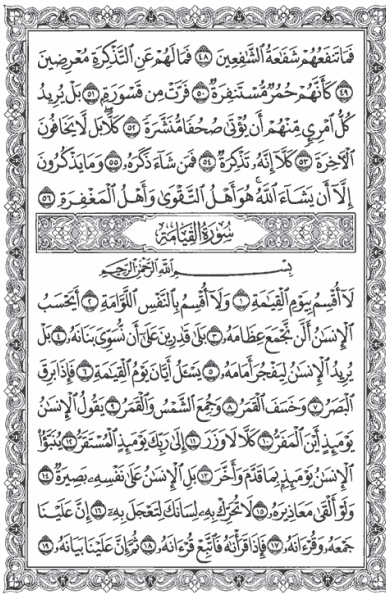 فَمَا تَنفَعُهُمْ شَفَٰعَةُ ٱلشَّٰفِعِينَ ٤٨ فَمَا لَهُمْ عَنِ ٱلتَّذْكِرَةِ مُعْرِضِينَ
٤٩ كَأَنَّهُمْ حُمُرٌ مُّسْتَنفِرَةٌ ٥٠ فَرَّتْ مِن قَسْوَرَةٍۭ ٥١ بَلْ يُرِيدُ
كُلُّ ٱمْرِئٍ مِّنْهُمْ أَن يُؤْتَىٰ صُحُفًا مُّنَشَّرَةً ٥٢ كَلَّا بَل لَّا يَخَافُونَ
ٱلْءَاخِرَةَ ٥٣ كَلَّآ إِنَّهُۥ تَذْكِرَةٌ ٥٤ فَمَن شَآءَ ذَكَرَهُۥ ٥٥ وَمَا يَذْكُرُونَ
إِلَّآ أَن يَشَآءَ ٱللَّهُ هُوَ أَهْلُ ٱلتَّقْوَىٰ وَأَهْلُ ٱلْمَغْفِرَةِ ٥٦
سُورَةُ القِيَامَةِ
بِسْمِ ٱللَّهِ ٱلرَّحْمَٰنِ ٱلرَّحِيمِ
لَآ أُقْسِمُ بِيَوْمِ ٱلْقِيَٰمَةِ ١ وَلَآ أُقْسِمُ بِٱلنَّفْسِ ٱللَّوَّامَةِ ٢ أَيَحْسَبُ
ٱلْإِنسَٰنُ أَلَّن نَّجْمَعَ عِظَامَهُۥ ٣ بَلَىٰ قَٰدِرِينَ عَلَىٰٓ أَن نُّسَوِّىَ بَنَانَهُۥ ٤ بَلْ
يُرِيدُ ٱلْإِنسَٰنُ لِيَفْجُرَ أَمَامَهُۥ ٥ يَسْـَٔلُ أَيَّانَ يَوْمُ ٱلْقِيَٰمَةِ ٦ فَإِذَا بَرِقَ
ٱلْبَصَرُ ٧ وَخَسَفَ ٱلْقَمَرُ ٨ وَجُمِعَ ٱلشَّمْسُ وَٱلْقَمَرُ ٩ يَقُولُ ٱلْإِنسَٰنُ
يَوْمَئِذٍ أَيْنَ ٱلْمَفَرُّ ١٠ كَلَّا لَا وَزَرَ ١١ إِلَىٰ رَبِّكَ يَوْمَئِذٍ ٱلْمُسْتَقَرُّ ١٢ يُنَبَّؤُا۟
ٱلْإِنسَٰنُ يَوْمَئِذٍۭ بِمَا قَدَّمَ وَأَخَّرَ ١٣ بَلِ ٱلْإِنسَٰنُ عَلَىٰ نَفْسِهِۦ بَصِيرَةٌ ١٤
وَلَوْ أَلْقَىٰ مَعَاذِيرَهُۥ ١٥ لَا تُحَرِّكْ بِهِۦ لِسَانَكَ لِتَعْجَلَ بِهِۦٓ ١٦ إِنَّ عَلَيْنَا
جَمْعَهُۥ وَقُرْءَانَهُۥ ١٧ فَإِذَا قَرَأْنَٰهُ فَٱتَّبِعْ قُرْءَانَهُۥ ١٨ ثُمَّ إِنَّ عَلَيْنَا بَيَانَهُۥ ١٩